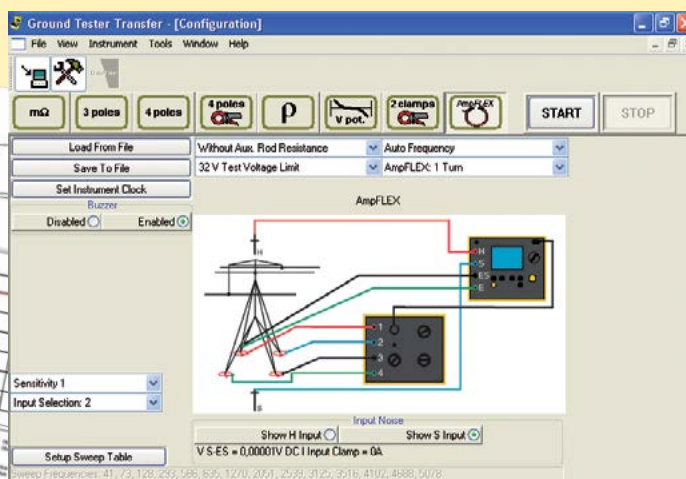 Ground Tester Transfer - [Configuration]
File View Instrument Tools Window Help
mΩ
3 poles
4 poles
4 poles
ρ
V pot.
2 clamps
AmpFLEX
START
STOP
Load From File
Without Aux. Rod Resistance
Auto Frequency
Save To File
32 V Test Voltage Limit
AmpFLEX: 1 Turn
Set Instrument Clock
Buzzer
AmpFLEX
Disabled
Enabled
H
H
S
ES
E
1
2
3
4
S
Sensitivity 1
Input Selection: 2
Input Noise
Show H Input
Show S Input
Setup Sweep Table
V S-ES = 0,00001V DC I Input Clamp = 0A
Sweep Frequencies: 41, 73, 128, 293, 586, 635, 1270, 2051, 2539, 3125, 3516, 4102, 4688, 5078